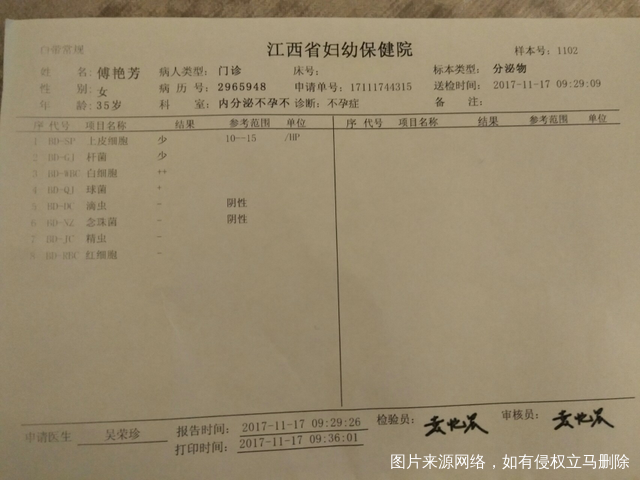 江西省妇幼保健院
白带常规
样本号：1102
姓 名：傅艳芳 病人类型：门诊 床号： 标本类型：分泌物
性 别：女 病 历 号：2965948 申请单号：17111744315 送检时间：2017-11-17 09:29:09
年 龄：35岁 科 室：内分泌不孕不 诊断：不孕症 备 注：
序 代号 项目名称 结果 参考范围 单位 序 代号 项目名称 结果 参考范围 单位
1 BD-SP 上皮细胞 少 10--15 /HP
2 BD-GJ 杆菌 少
3 BD-WBC 白细胞 ++
4 BD-QJ 球菌 +
5 BD-DC 滴虫 - 阴性
6 BD-NZ 念珠菌 - 阴性
7 BD-JC 精虫 -
8 BD-RBC 红细胞 -
申请医生 吴荣珍 报告时间：2017-11-17 09:29:26 检验员： 审核员：
打印时间：2017-11-17 09:36:01
图片来源网络，如有侵权立马删除